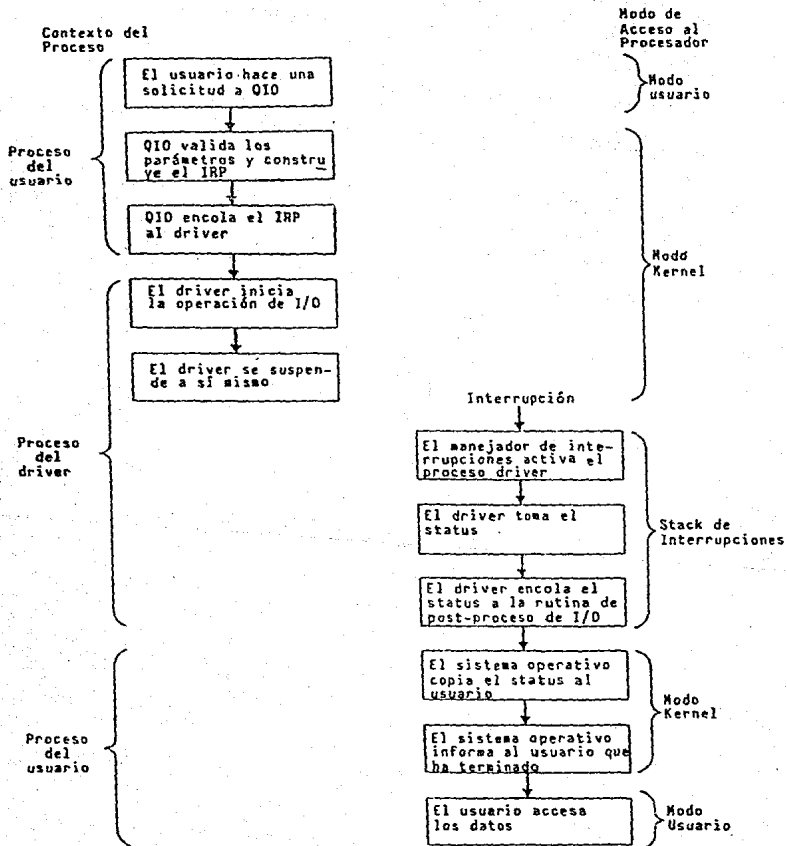 Contexto del
Proceso
Modo de
Acceso al
Procesador
El usuario hace una
solicitud a QIO
Modo
usuario
Proceso
del
usuario
QIO valida los
parámetros y constru
ye el IRP
QIO encola el IRP
al driver
Modo
Kernel
El driver inicia
la operación de I/O
El driver se suspen-
de a sí mismo
Interrupción
Proceso
del
driver
El manejador de inte-
rrupciones activa el
proceso driver
El driver toma el
status
Stack de
Interrupciones
El driver encola el
status a la rutina de
post-proceso de I/O
El sistema operativo
copia el status al
usuario
Modo
Kernel
Proceso
del
usuario
El sistema operativo
informa al usuario que
ha terminado
El usuario accesa
los datos
Modo
Usuario